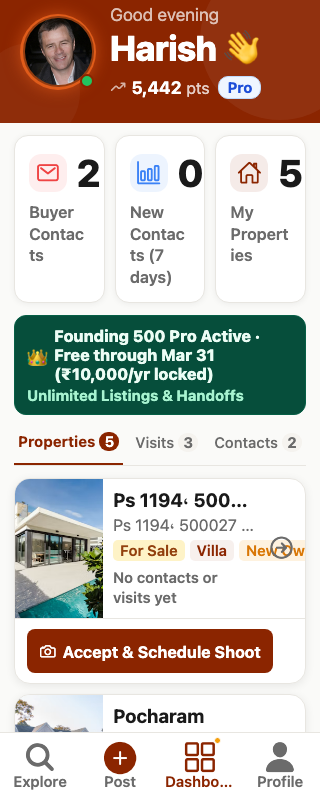 Good evening
Harish 👋
5,442 pts Pro
2
Buyer
Contac
ts
0
New
Contac
ts (7
days)
5
My
Propert
ies
👑 Founding 500 Pro Active ·
Free through Mar 31
(₹10,000/yr locked)
Unlimited Listings & Handoffs
Properties 5 Visits 3 Contacts 2
Ps 1194، 500...
Ps 1194، 500027 ...
For Sale Villa New
No contacts or
visits yet
Accept & Schedule Shoot
Pocharam
Explore Post Dashbo... Profile